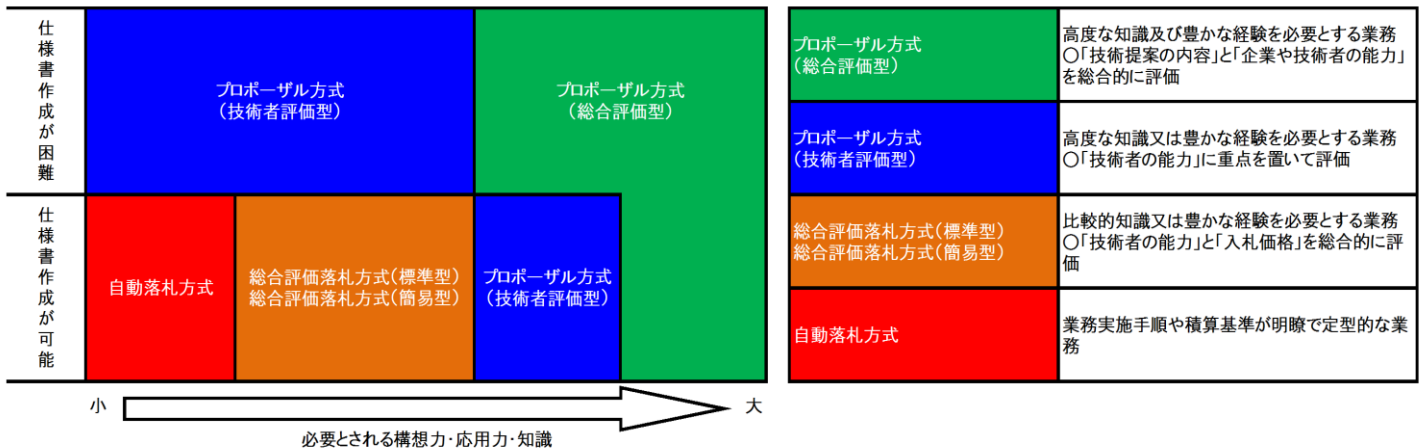 仕様書作成が困難
プロポーザル方式
(技術者評価型)
プロポーザル方式
(総合評価型)
仕様書作成が可能
自動落札方式
総合評価落札方式(標準型)
総合評価落札方式(簡易型)
プロポーザル方式
(技術者評価型)
小
大
必要とされる構想力・応用力・知識
プロポーザル方式
(総合評価型)
高度な知識及び豊かな経験を必要とする業務
〇「技術提案の内容」と「企業や技術者の能力」
を総合的に評価
プロポーザル方式
(技術者評価型)
高度な知識又は豊かな経験を必要とする業務
〇「技術者の能力」に重点を置いて評価
総合評価落札方式(標準型)
総合評価落札方式(簡易型)
比較的知識又は豊かな経験を必要とする業務
〇「技術者の能力」と「入札価格」を総合的に評
価
自動落札方式
業務実施手順や積算基準が明瞭で定型的な業
務